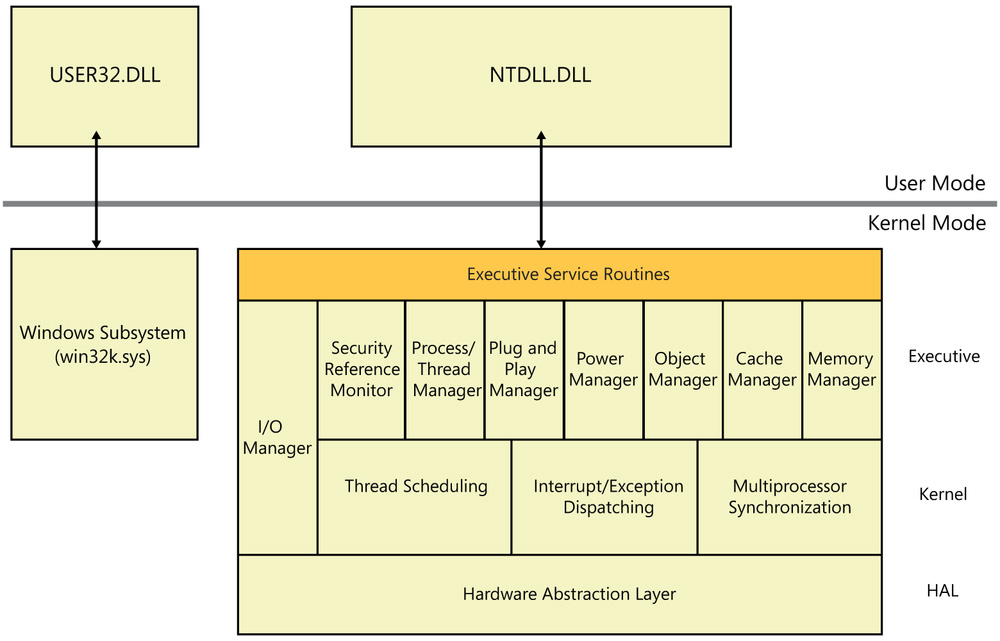 USER32.DLL
NTDLL.DLL
User Mode
Kernel Mode
Windows Subsystem
(win32k.sys)
Executive Service Routines
I/O
Manager
Security
Reference
Monitor
Process/
Thread
Manager
Plug and
Play
Manager
Power
Manager
Object
Manager
Cache
Manager
Memory
Manager
Executive
Thread Scheduling
Interrupt/Exception
Dispatching
Multiprocessor
Synchronization
Kernel
Hardware Abstraction Layer
HAL